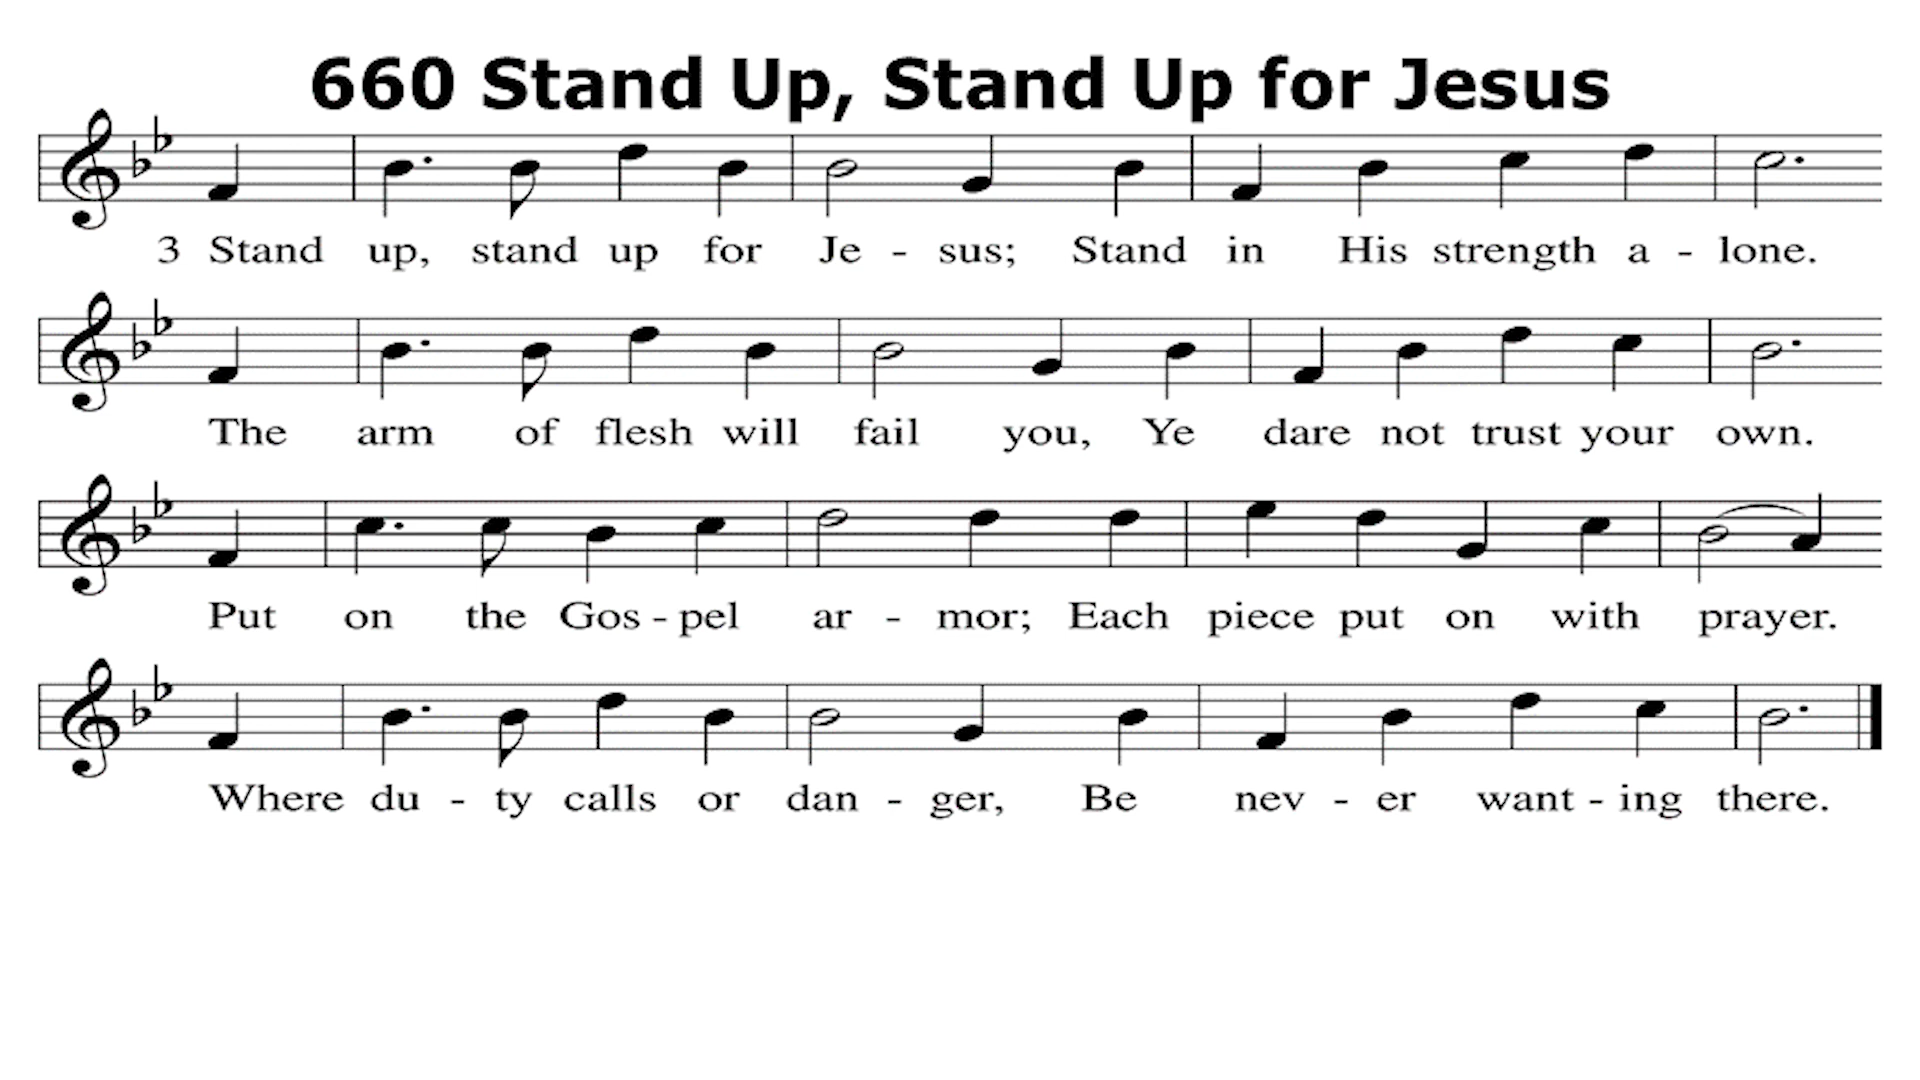 660 Stand Up, Stand Up for Jesus
3 Stand up, stand up for Je - sus; Stand in His strength a - lone.
The arm of flesh will fail you, Ye dare not trust your own.
Put on the Gos - pel ar - mor; Each piece put on with prayer.
Where du - ty calls or dan - ger, Be nev - er want - ing there.